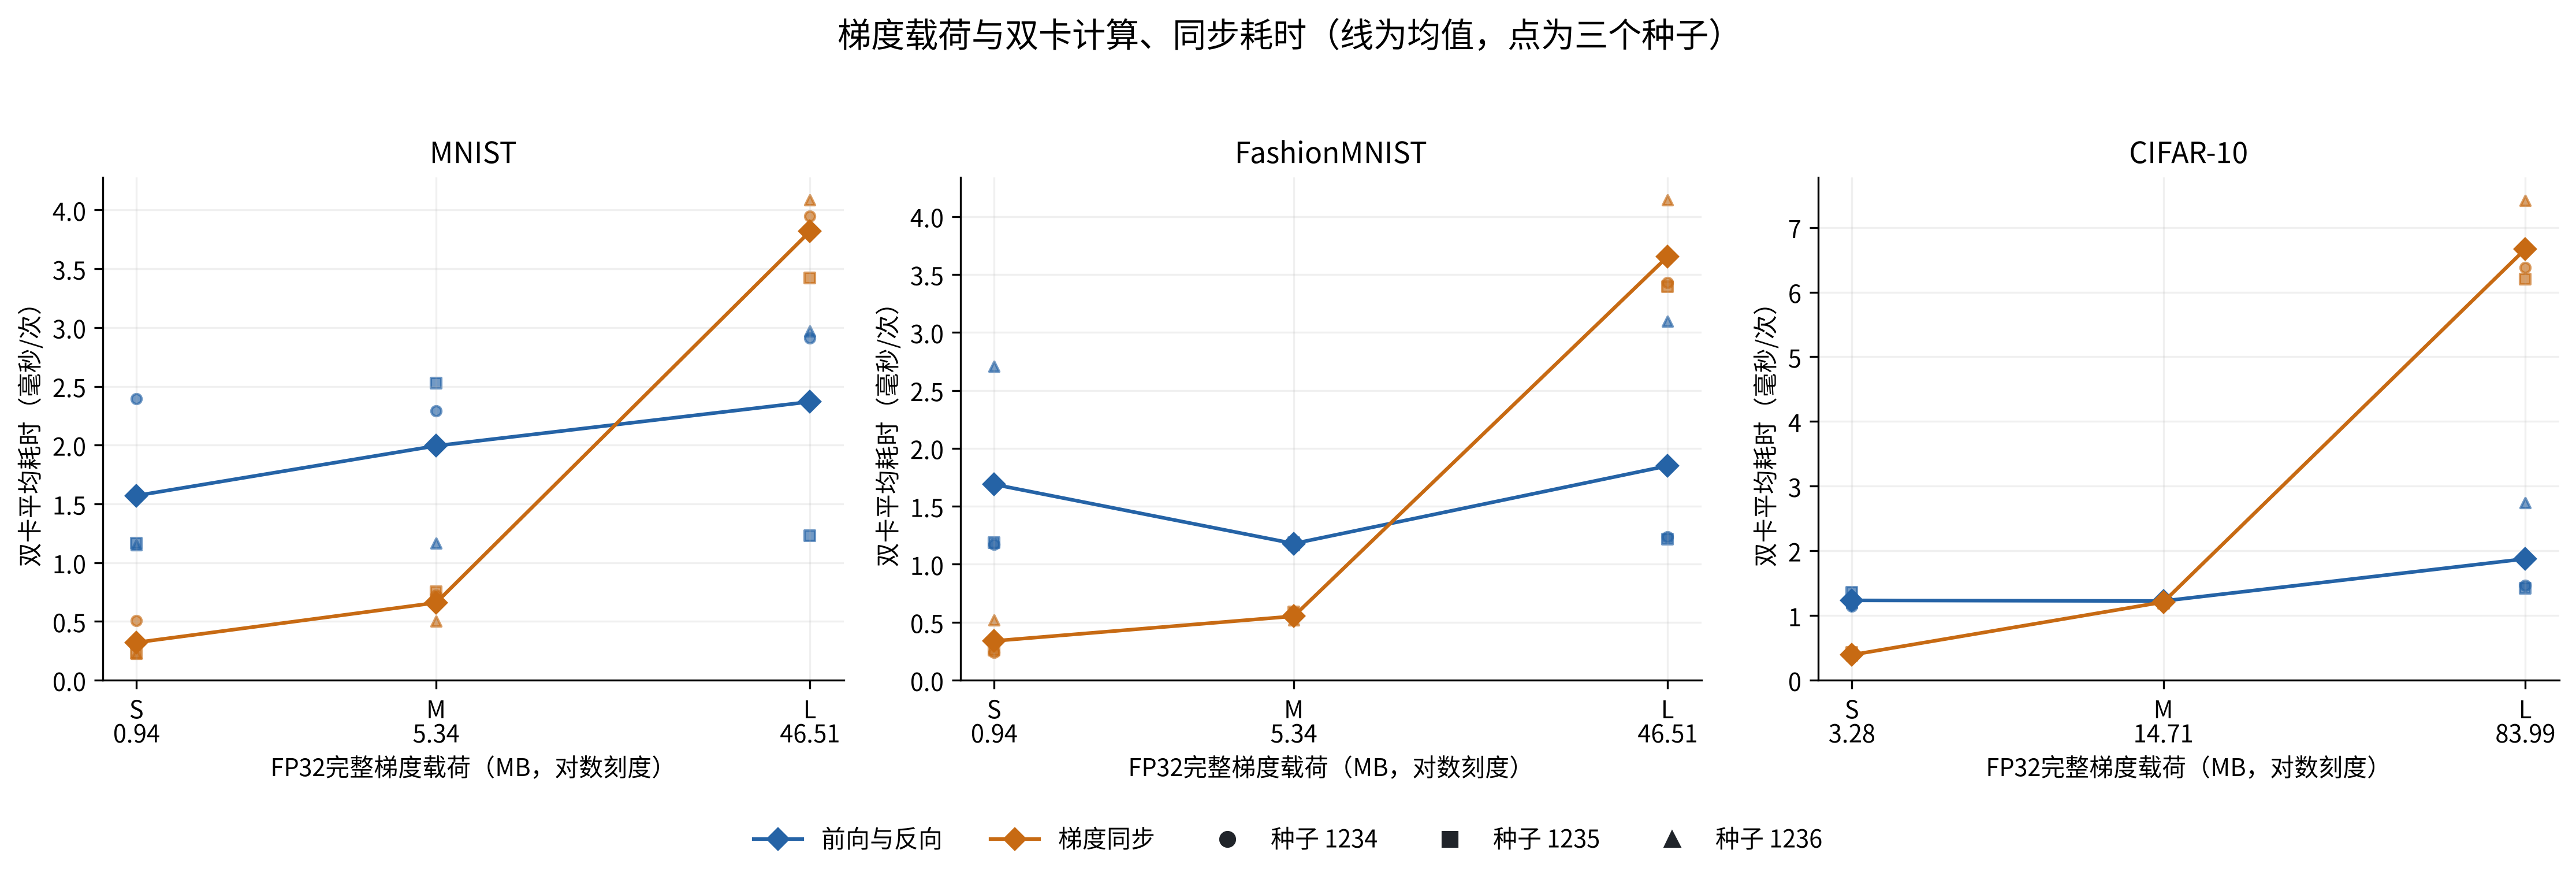 梯度载荷与双卡计算、同步耗时（线为均值，点为三个种子）
MNIST
双卡平均耗时（毫秒/次）
4.0
3.5
3.0
2.5
2.0
1.5
1.0
0.5
0.0
S
0.94
M
5.34
L
46.51
FP32完整梯度载荷（MB，对数刻度）
FashionMNIST
双卡平均耗时（毫秒/次）
4.0
3.5
3.0
2.5
2.0
1.5
1.0
0.5
0.0
S
0.94
M
5.34
L
46.51
FP32完整梯度载荷（MB，对数刻度）
CIFAR-10
双卡平均耗时（毫秒/次）
7
6
5
4
3
2
1
0
S
3.28
M
14.71
L
83.99
FP32完整梯度载荷（MB，对数刻度）
前向与反向
梯度同步
种子 1234
种子 1235
种子 1236